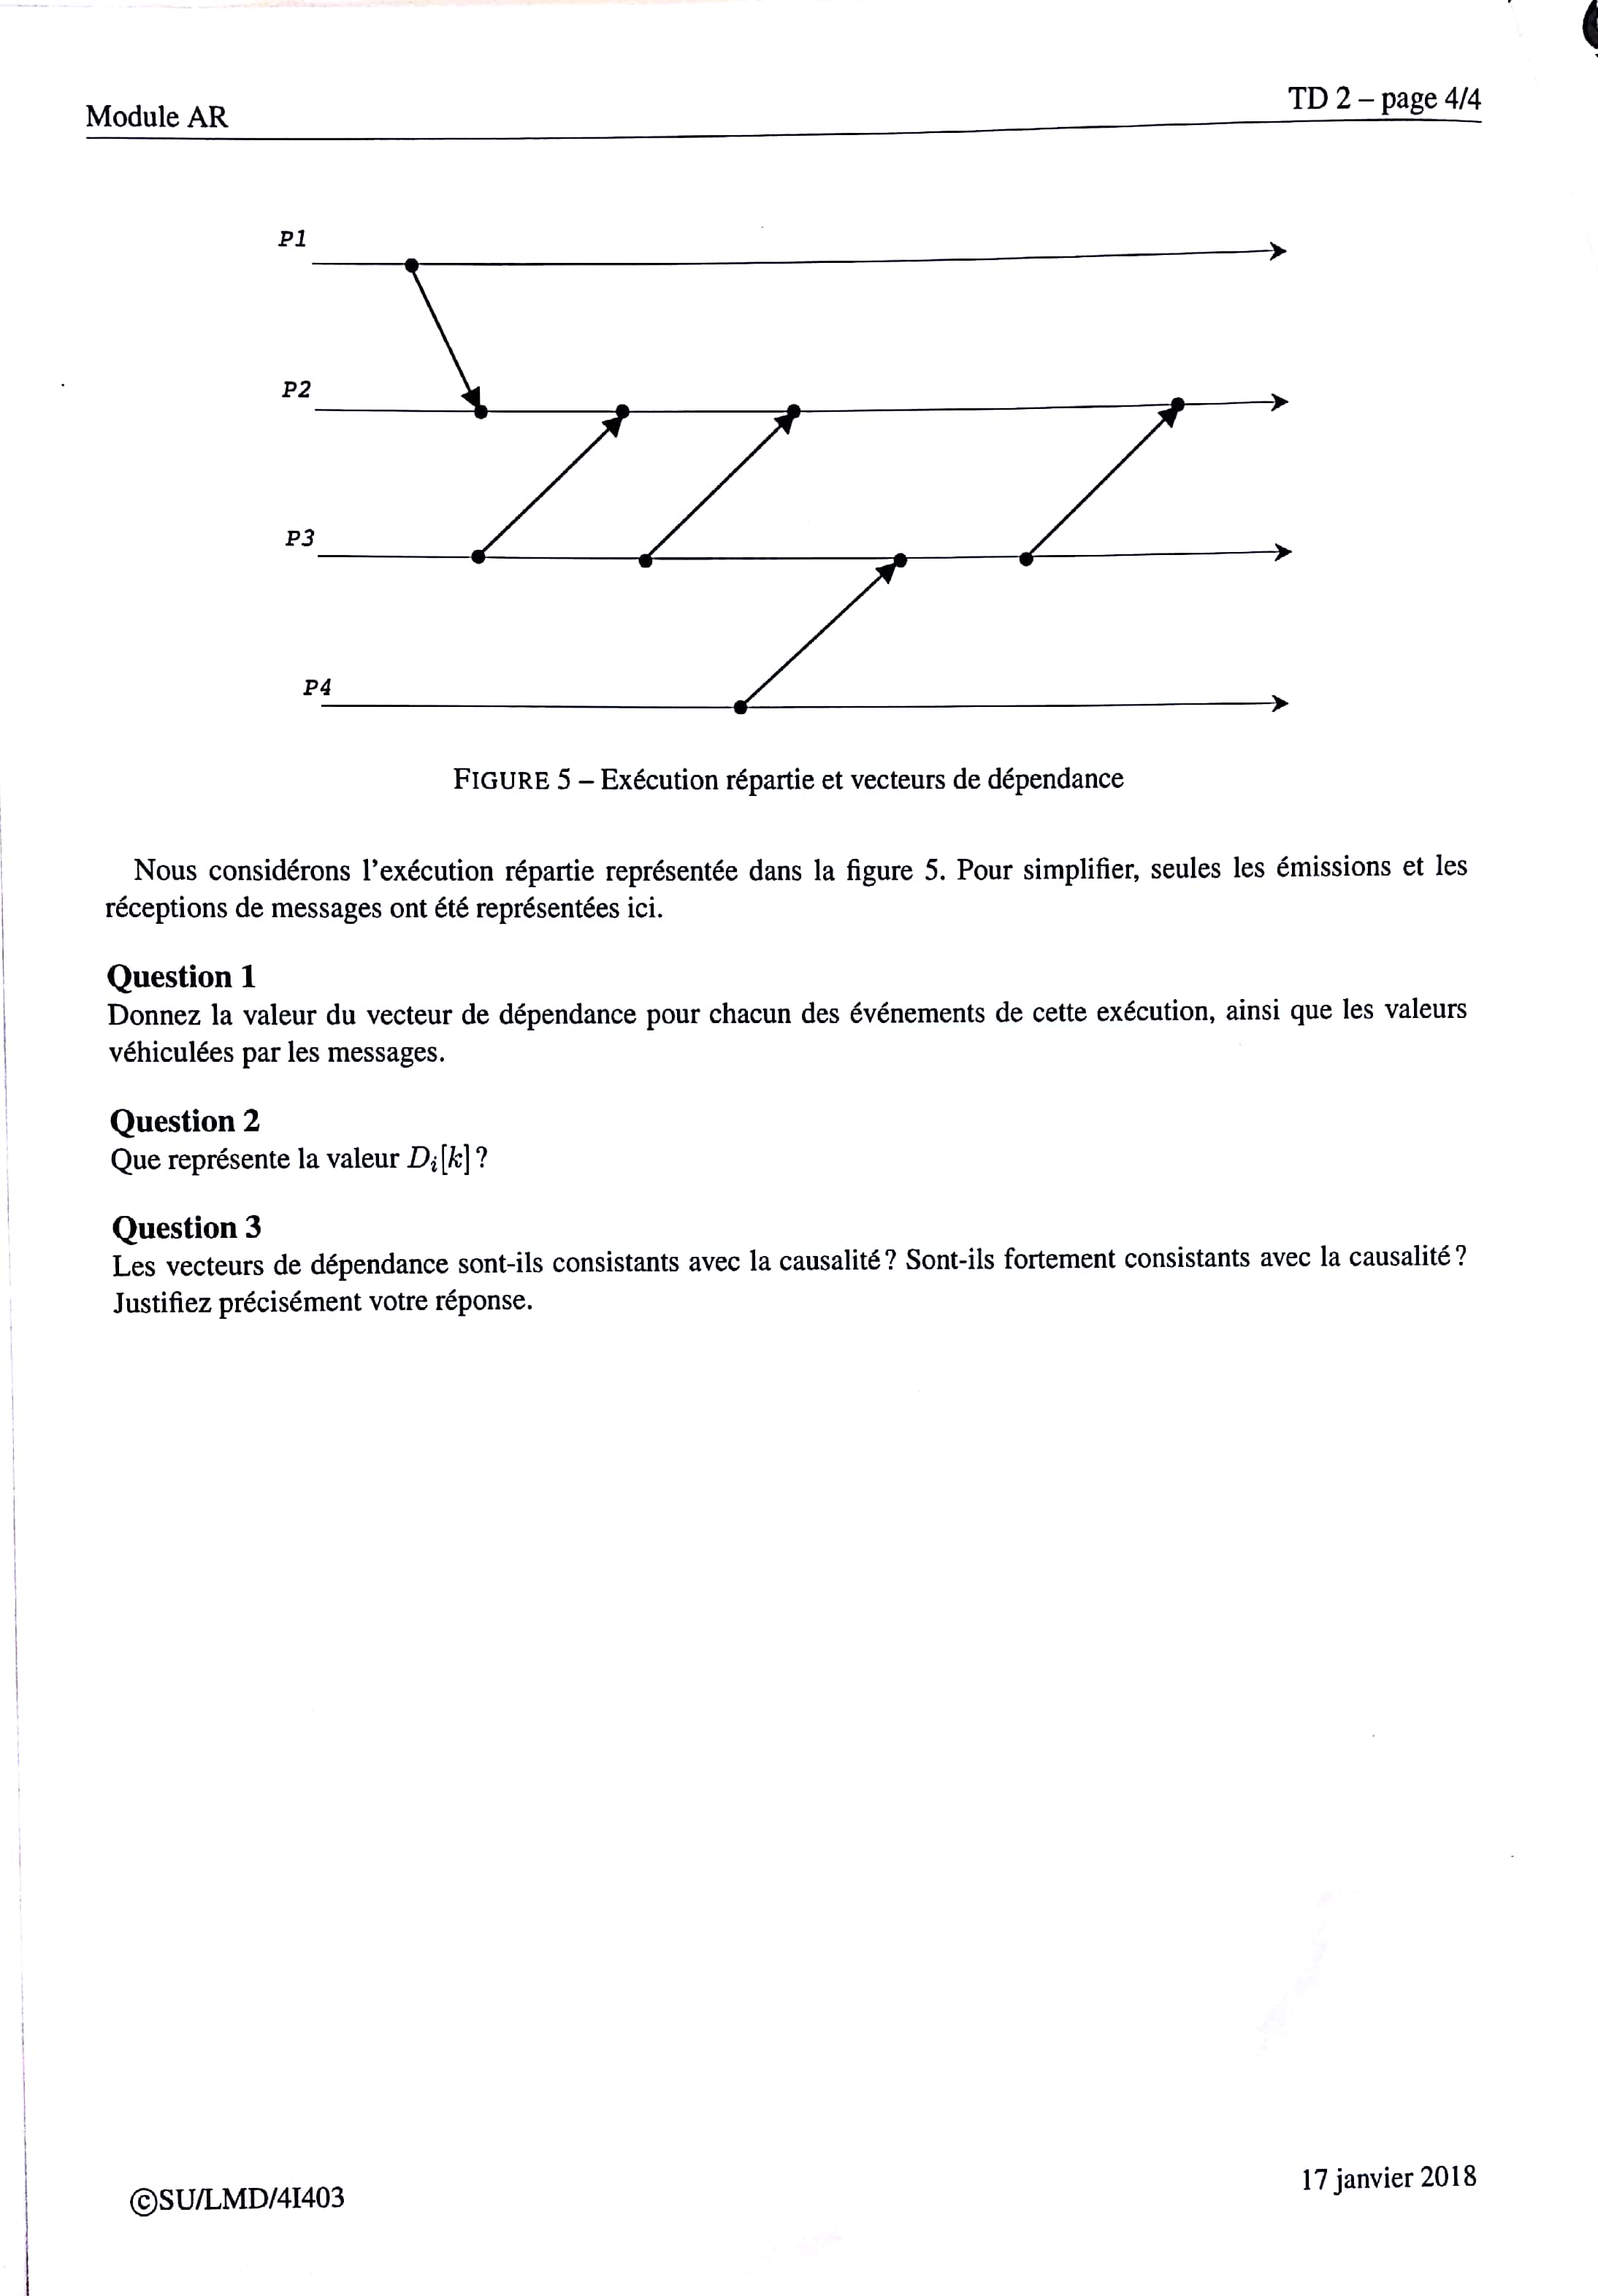 Module AR
TD 2 – page 4/4
P1
P2
P3
P4
FIGURE 5 – Exécution répartie et vecteurs de dépendance
Nous considérons l'exécution répartie représentée dans la figure 5. Pour simplifier, seules les émissions et les
réceptions de messages ont été représentées ici.
Question 1
Donnez la valeur du vecteur de dépendance pour chacun des événements de cette exécution, ainsi que les valeurs
véhiculées par les messages.
Question 2
Que représente la valeur Di[k] ?
Question 3
Les vecteurs de dépendance sont-ils consistants avec la causalité ? Sont-ils fortement consistants avec la causalité ?
Justifiez précisément votre réponse.
©SU/LMD/4I403
17 janvier 2018